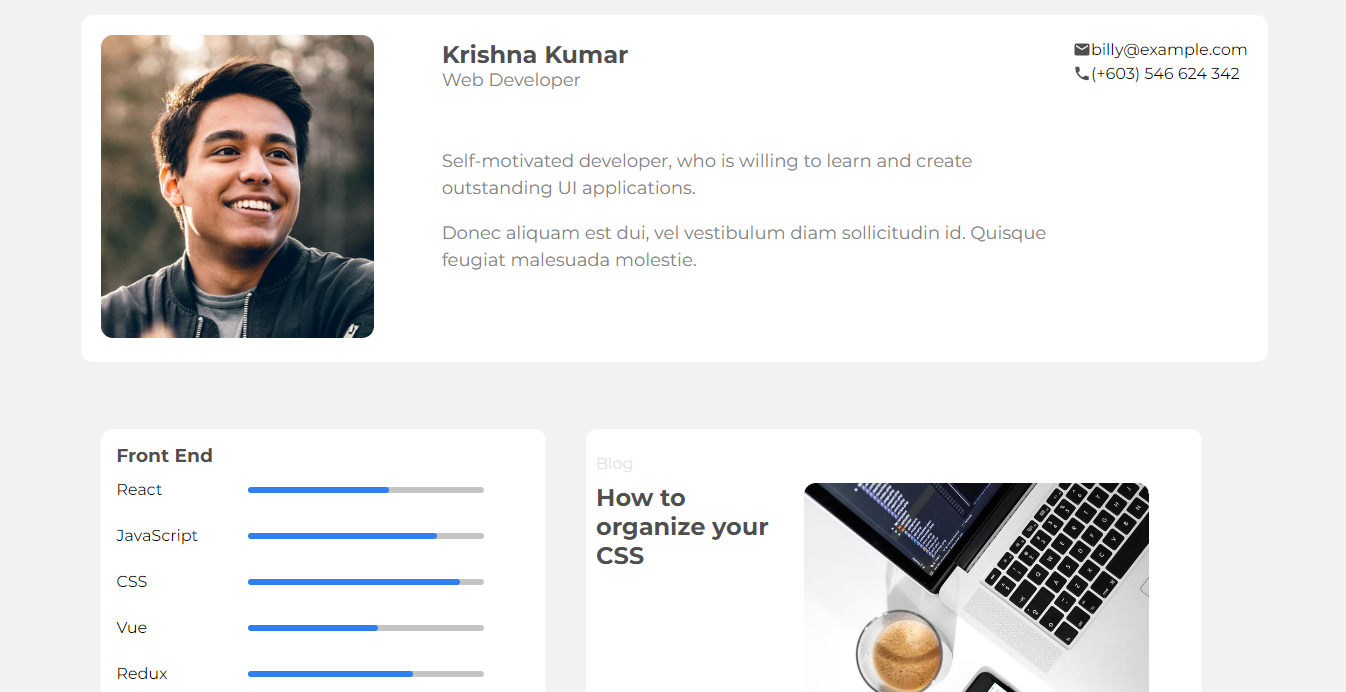 Krishna Kumar
Web Developer
billy@example.com
(+603) 546 624 342
Self-motivated developer, who is willing to learn and create
outstanding UI applications.
Donec aliquam est dui, vel vestibulum diam sollicitudin id. Quisque
feugiat malesuada molestie.
Front End
React
JavaScript
CSS
Vue
Redux
Blog
How to
organize your
CSS